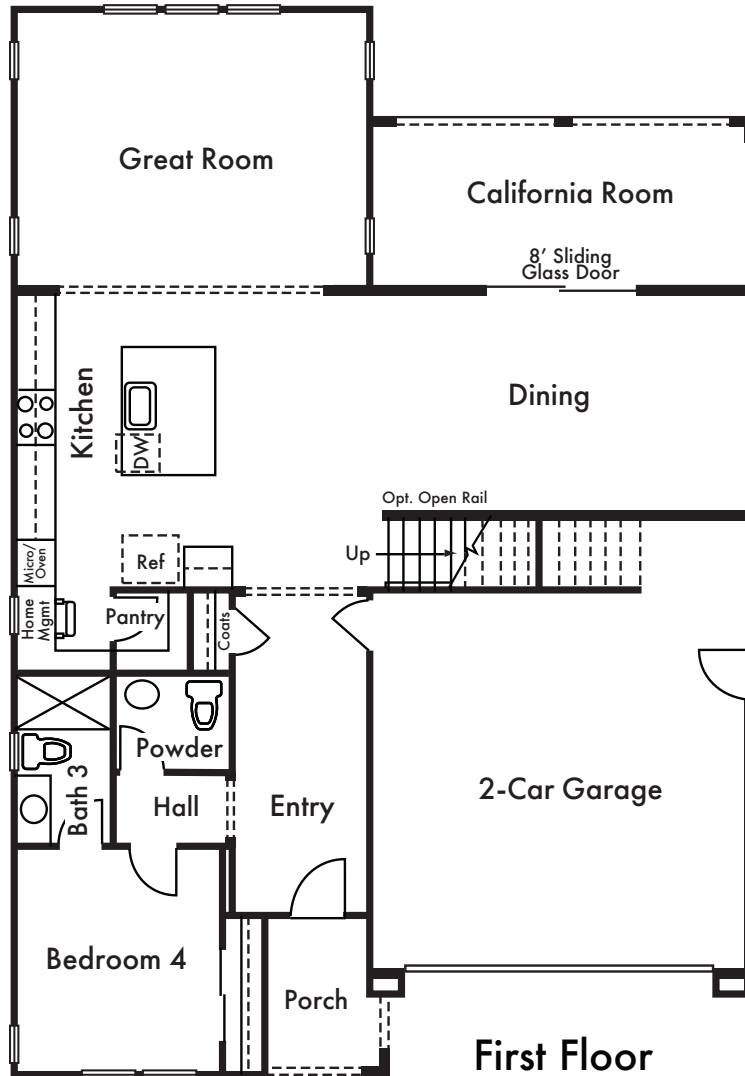 Great Room
California Room
8’ Sliding
Glass Door
Kitchen
Dining
DW
Opt. Open Rail
Up
Ref
Micro/
Oven
Home
Mgmt
Pantry
Coats
Powder
Bath 3
Hall
Entry
2-Car Garage
Bedroom 4
Porch
First Floor